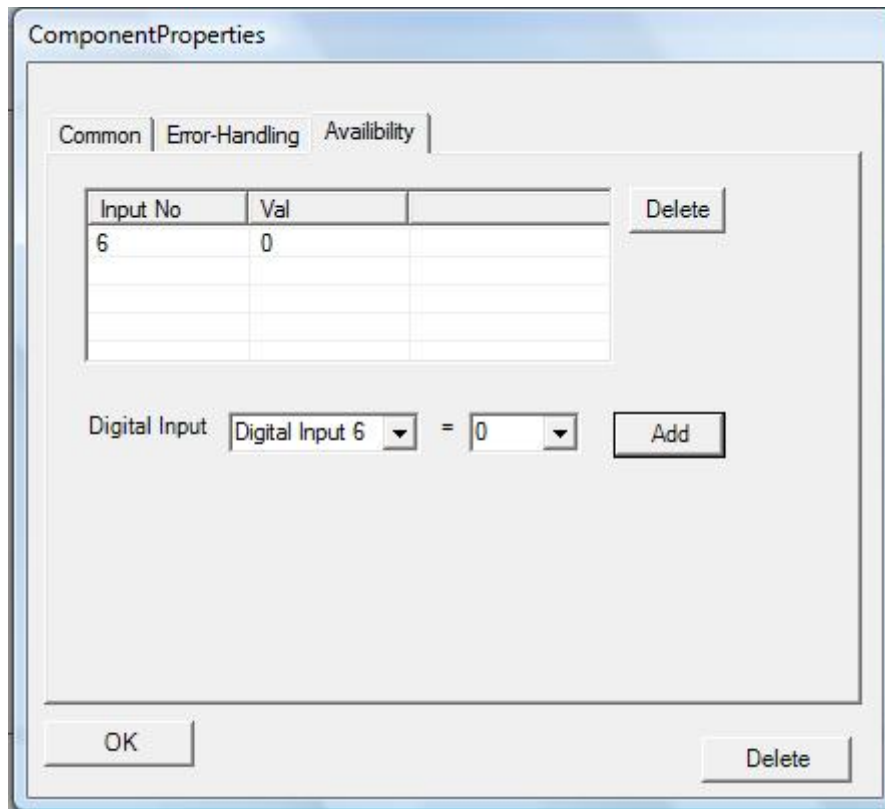 ComponentProperties
Common Error-Handling Availibility
Input No Val Delete
6 0
Digital Input Digital Input 6 = 0 Add
OK
Delete